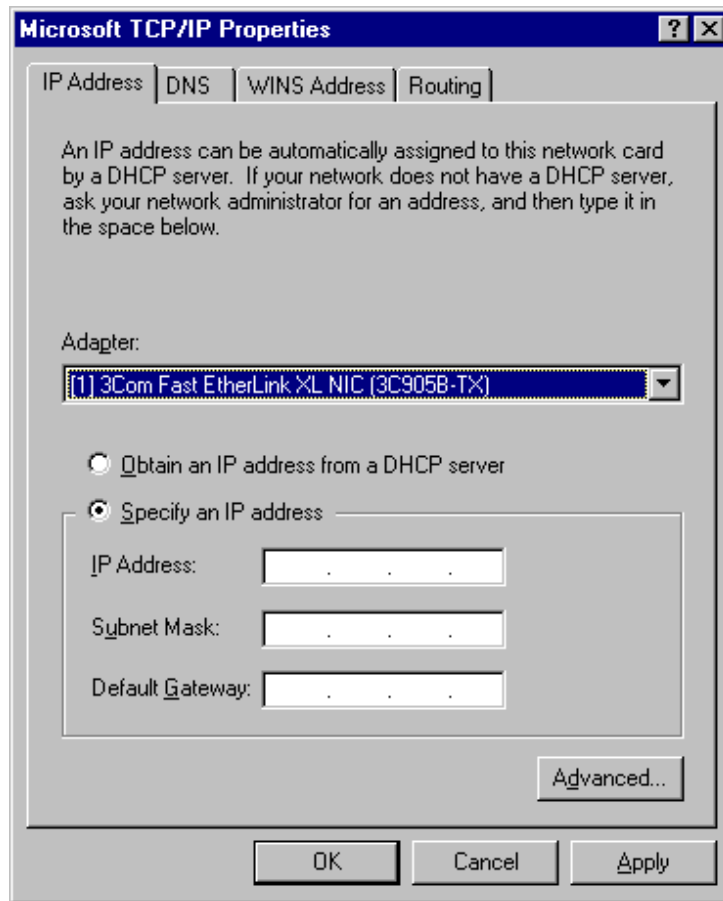 Microsoft TCP/IP Properties
IP Address DNS WINS Address Routing
An IP address can be automatically assigned to this network card
by a DHCP server. If your network does not have a DHCP server,
ask your network administrator for an address, and then type it in
the space below.
Adapter:
[1] 3Com Fast EtherLink XL NIC (3C905B-TX)
Obtain an IP address from a DHCP server
Specify an IP address
IP Address: . . .
Subnet Mask: . . .
Default Gateway: . . .
Advanced...
OK Cancel Apply